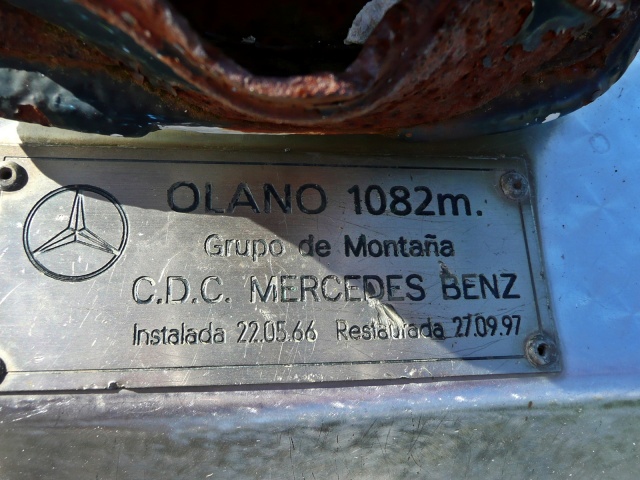 OLANO 1082m.
Grupo de Montaña
C.D.C. MERCEDES BENZ
Instalada 22.05.66 Restaurada 27.09.97